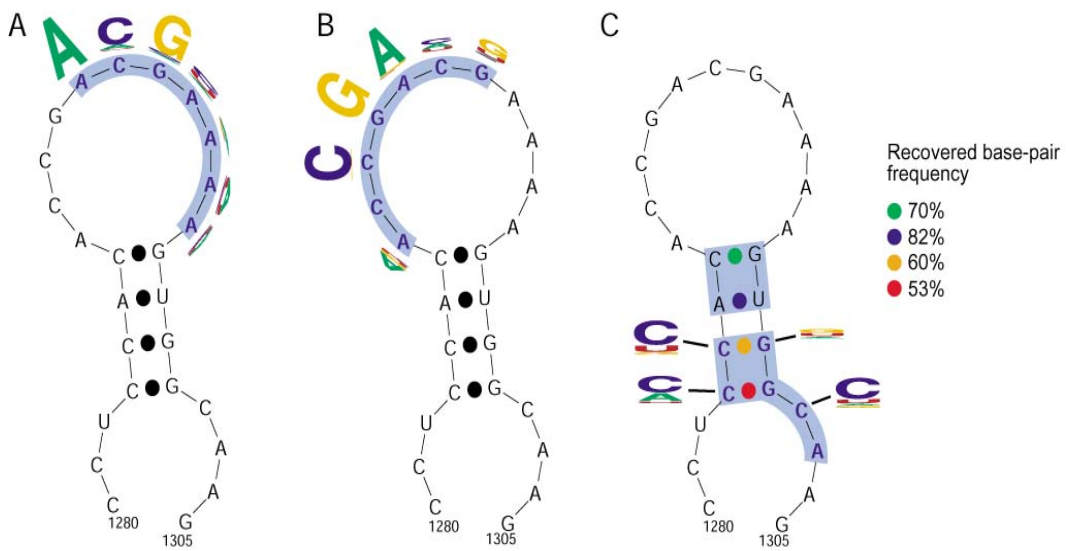 A
A C G
A C G
G A
C A
C A
A A
C G
A U
C G
C G
U C
C A
C A
1280 G
1305
B
C G A C G
A
A C G
G A
C A
C A
A A
C G
A U
C G
C G
U C
C A
C A
1280 G
1305
C
A C G
G A
C A
C A
A A
C G
A U
C C G
C A C G C C
U A
C A
C G
1280 1305
Recovered base-pair
frequency
70%
82%
60%
53%